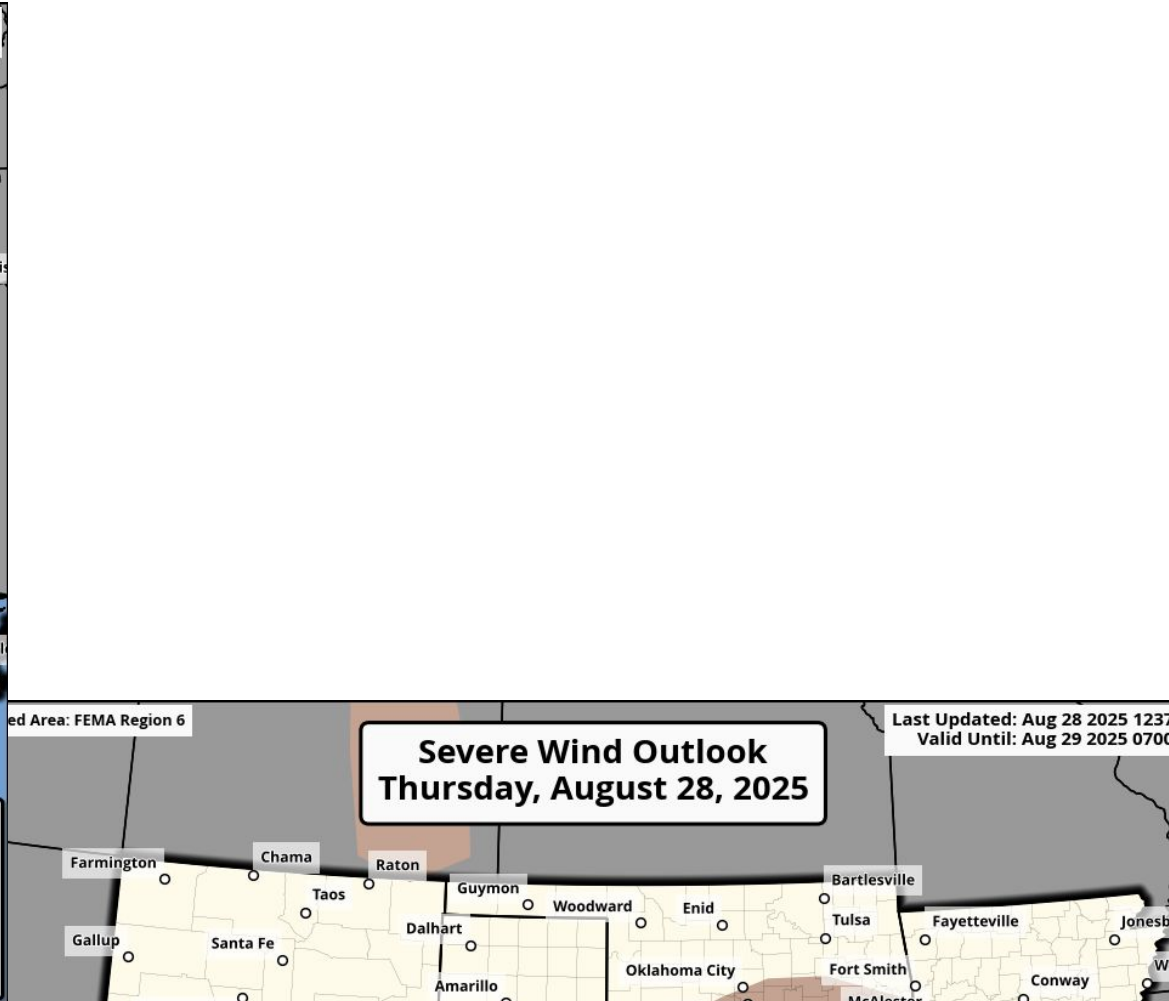 ed Area: FEMA Region 6
Severe Wind Outlook
Thursday, August 28, 2025
Last Updated: Aug 28 2025 1237
Valid Until: Aug 29 2025 0700
Farmington
Chama
Raton
Taos
Guymon
Woodward
Enid
Bartlesville
Tulsa
Fayetteville
Jonesb
Gallup
Santa Fe
Dalhart
Oklahoma City
Fort Smith
Amarillo
McAlester
Conway
W